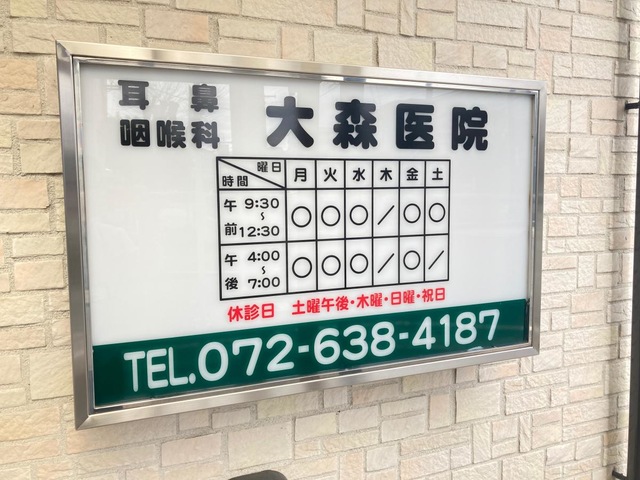 耳鼻
咽喉科
大森医院
曜日 月 火 水 木 金 土
時間
午前 9:30～12:30 ○ ○ ○ ／ ○ ○
午後 4:00～7:00 ○ ○ ○ ／ ○ ／
休診日 土曜午後・木曜・日曜・祝日
TEL.072-638-4187